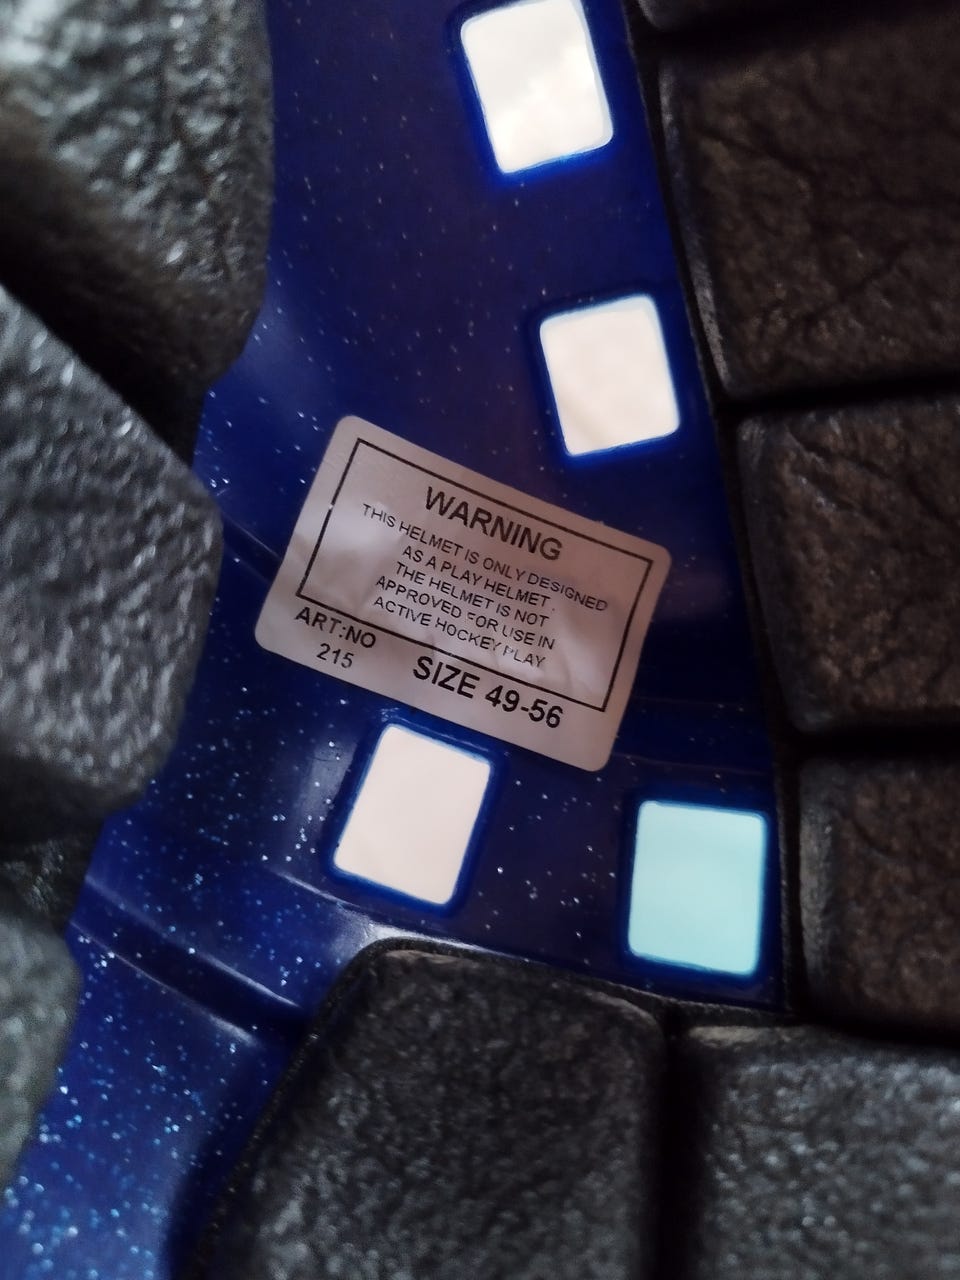 WARNING
THIS HELMET IS ONLY DESIGNED
AS A PLAY HELMET.
THE HELMET IS NOT
APPROVED FOR USE IN
ACTIVE HOCKEY PLAY
ART:NO
215
SIZE 49-56